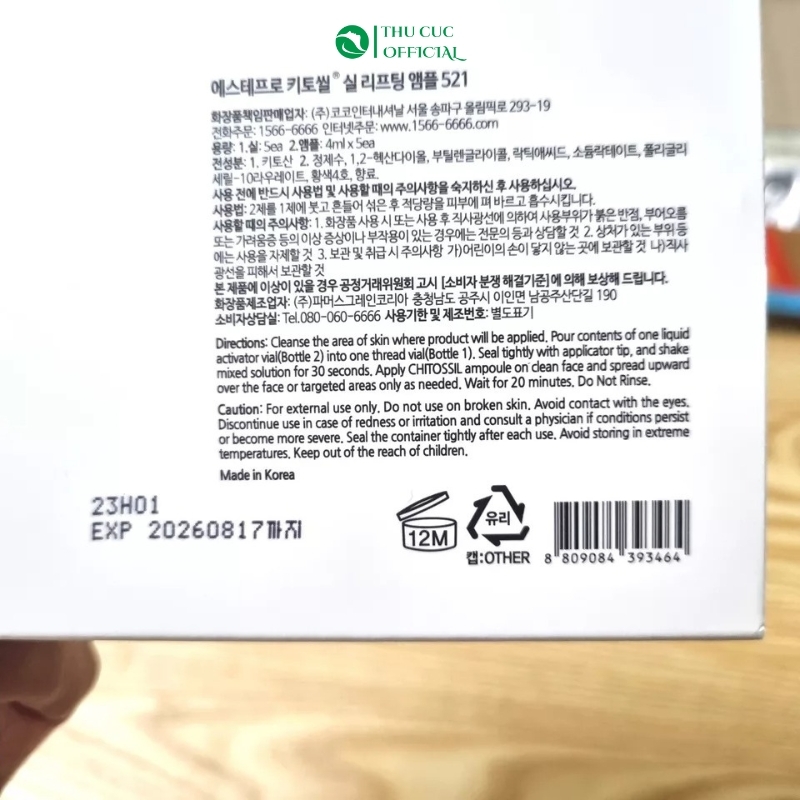 THU CUC
OFFICIAL
에스테프로 키토씰® 실 리프팅 앰플 521
화장품책임판매업자: (주)코코인터내셔날 서울 송파구 올림픽로 293-19
전화주문: 1566-6666 인터넷주문: www.1566-6666.com
용량: 1.실: 5ea 2.앰플: 4ml x 5ea
전성분: 1. 키토산 2. 정제수, 1,2-헥산다이올, 부틸렌글라이콜, 락틱애씨드, 소듐락테이트, 폴리글리
세릴-10라우레이트, 황색4호, 향료.
사용 전에 반드시 사용법 및 사용할 때의 주의사항을 숙지하신 후 사용하십시오.
사용법: 2제를 1제에 붓고 흔들어 섞은 후 적당량을 피부에 펴 바르고 흡수시킵니다.
사용할 때의 주의사항: 1. 화장품 사용 시 또는 사용 후 직사광선에 의하여 사용부위가 붉은 반점, 부어오름
또는 가려움증 등의 이상 증상이나 부작용이 있는 경우에는 전문의 등과 상담할 것 2. 상처가 있는 부위 등
에는 사용을 자제할 것 3. 보관 및 취급 시 주의사항 가)어린이의 손이 닿지 않는 곳에 보관할 것 나)직사
광선을 피해서 보관할 것
본 제품에 이상이 있을 경우 공정거래위원회 고시 [소비자 분쟁 해결기준]에 의해 보상해 드립니다.
화장품제조업자: (주)파머스그레인코리아 충청남도 공주시 이인면 남공주산단길 190
소비자상담실: Tel.080-060-6666 사용기한 및 제조번호: 별도표기
Directions: Cleanse the area of skin where product will be applied. Pour contents of one liquid
activator vial(Bottle 2) into one thread vial(Bottle 1). Seal tightly with applicator tip, and shake
mixed solution for 30 seconds. Apply CHITOSSIL ampoule on clean face and spread upward
over the face or targeted areas only as needed. Wait for 20 minutes. Do Not Rinse.
Caution: For external use only. Do not use on broken skin. Avoid contact with the eyes.
Discontinue use in case of redness or irritation and consult a physician if conditions persist
or become more severe. Seal the container tightly after each use. Avoid storing in extreme
temperatures. Keep out of the reach of children.
Made in Korea
23H01
EXP 20260817까지
12M
유리
캡:OTHER
8 809084 393464